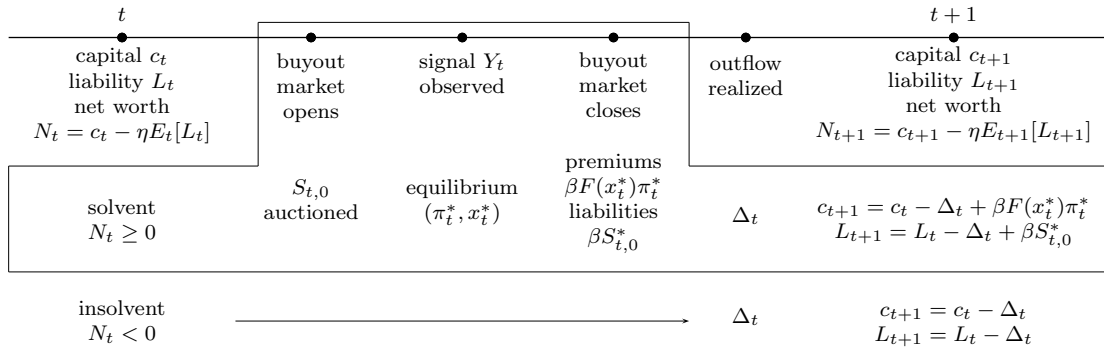 t
t + 1
capital c_t
liability L_t
net worth
N_t = c_t − ηE_t[L_t]
buyout
market
opens
signal Y_t
observed
buyout
market
closes
outflow
realized
capital c_{t+1}
liability L_{t+1}
net worth
N_{t+1} = c_{t+1} − ηE_{t+1}[L_{t+1}]
solvent
N_t ≥ 0
S_{t,0}
auctioned
equilibrium
(π_t^*, x_t^*)
premiums
βF(x_t^*)π_t^*
liabilities
βS_{t,0}^*
Δ_t
c_{t+1} = c_t − Δ_t + βF(x_t^*)π_t^*
L_{t+1} = L_t − Δ_t + βS_{t,0}^*
insolvent
N_t < 0
Δ_t
c_{t+1} = c_t − Δ_t
L_{t+1} = L_t − Δ_t